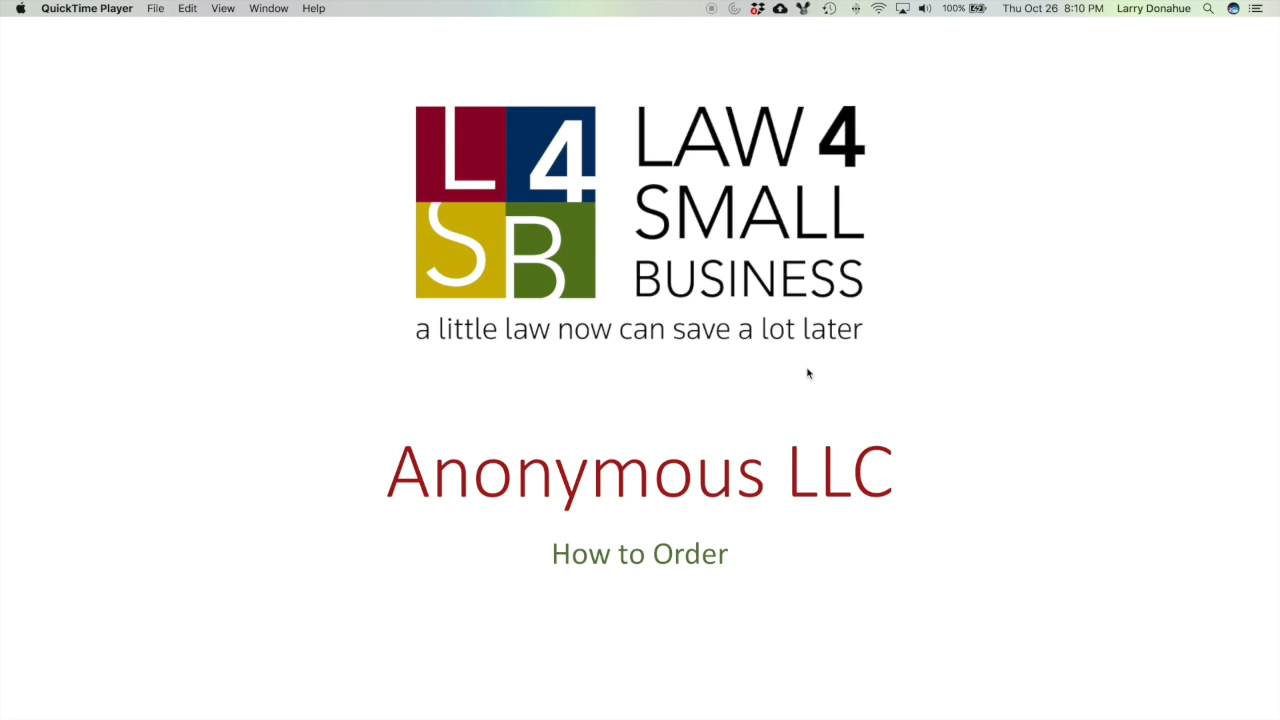 QuickTime Player File Edit View Window Help 100% Thu Oct 26 8:10 PM Larry Donahue
L 4
S B
LAW 4
SMALL
BUSINESS
a little law now can save a lot later
Anonymous LLC
How to Order